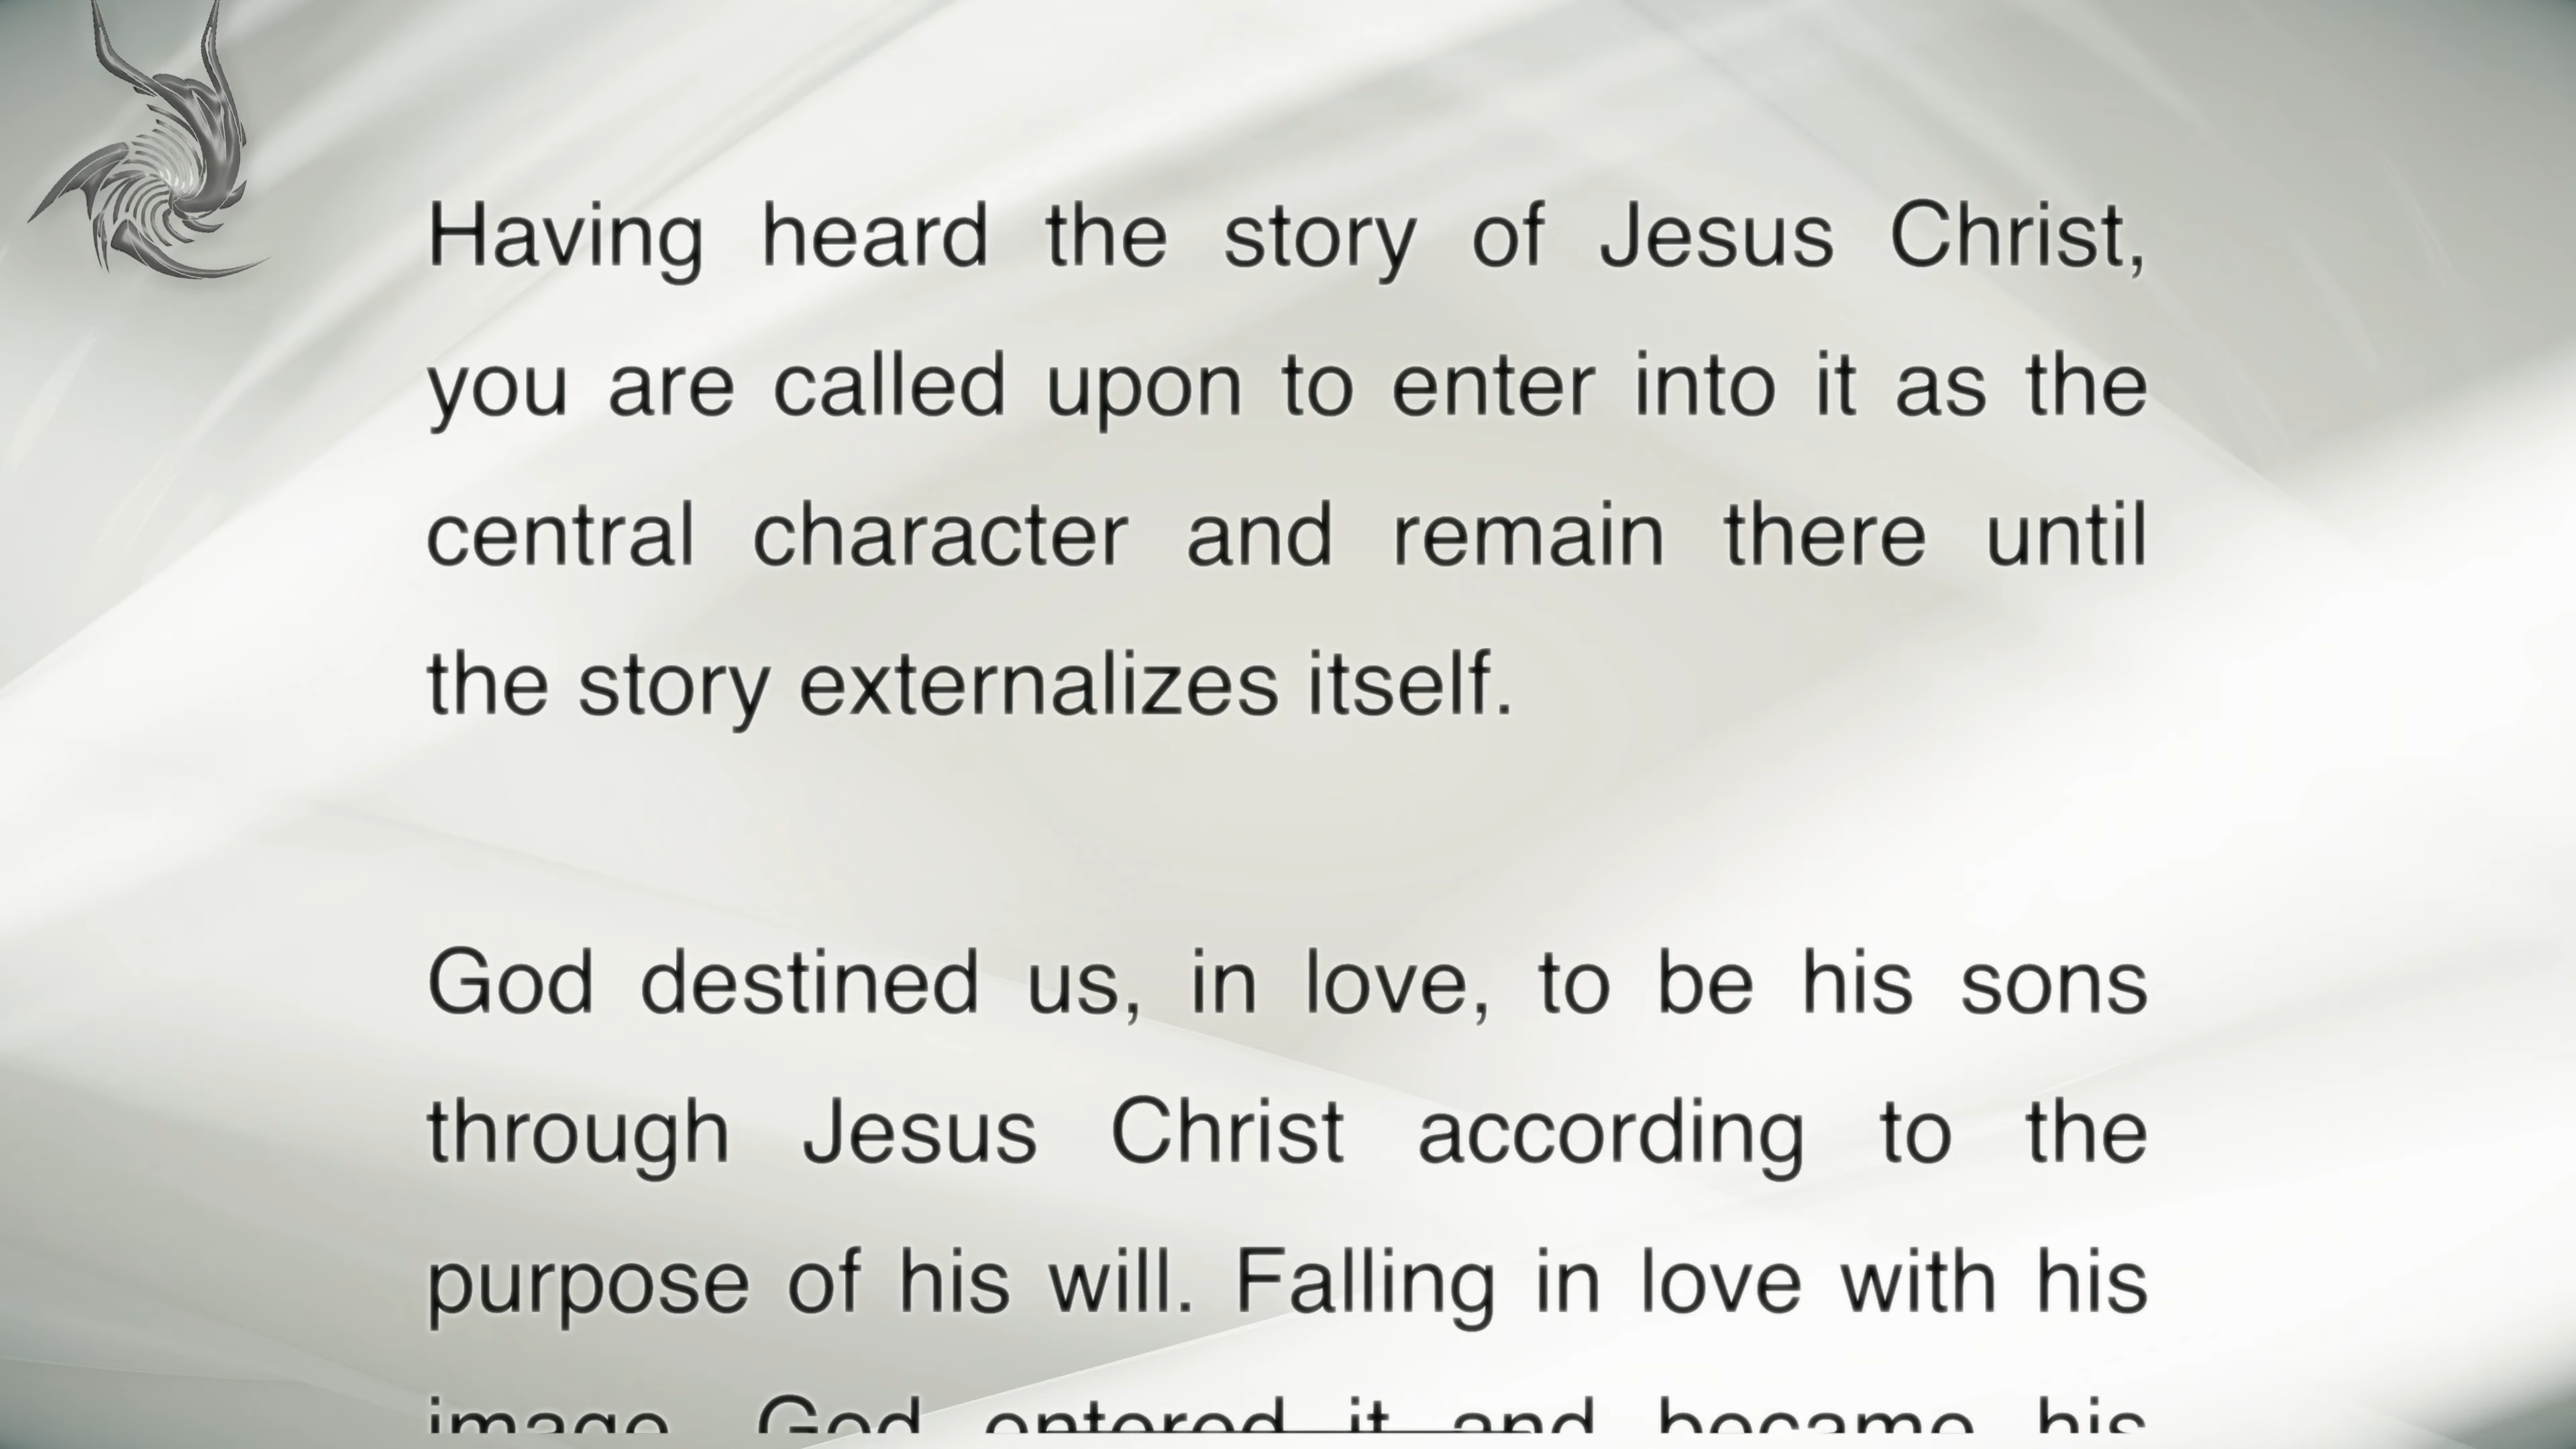 Having heard the story of Jesus Christ,
you are called upon to enter into it as the
central character and remain there until
the story externalizes itself.
God destined us, in love, to be his sons
through Jesus Christ according to the
purpose of his will. Falling in love with his
image, God entered it and became his